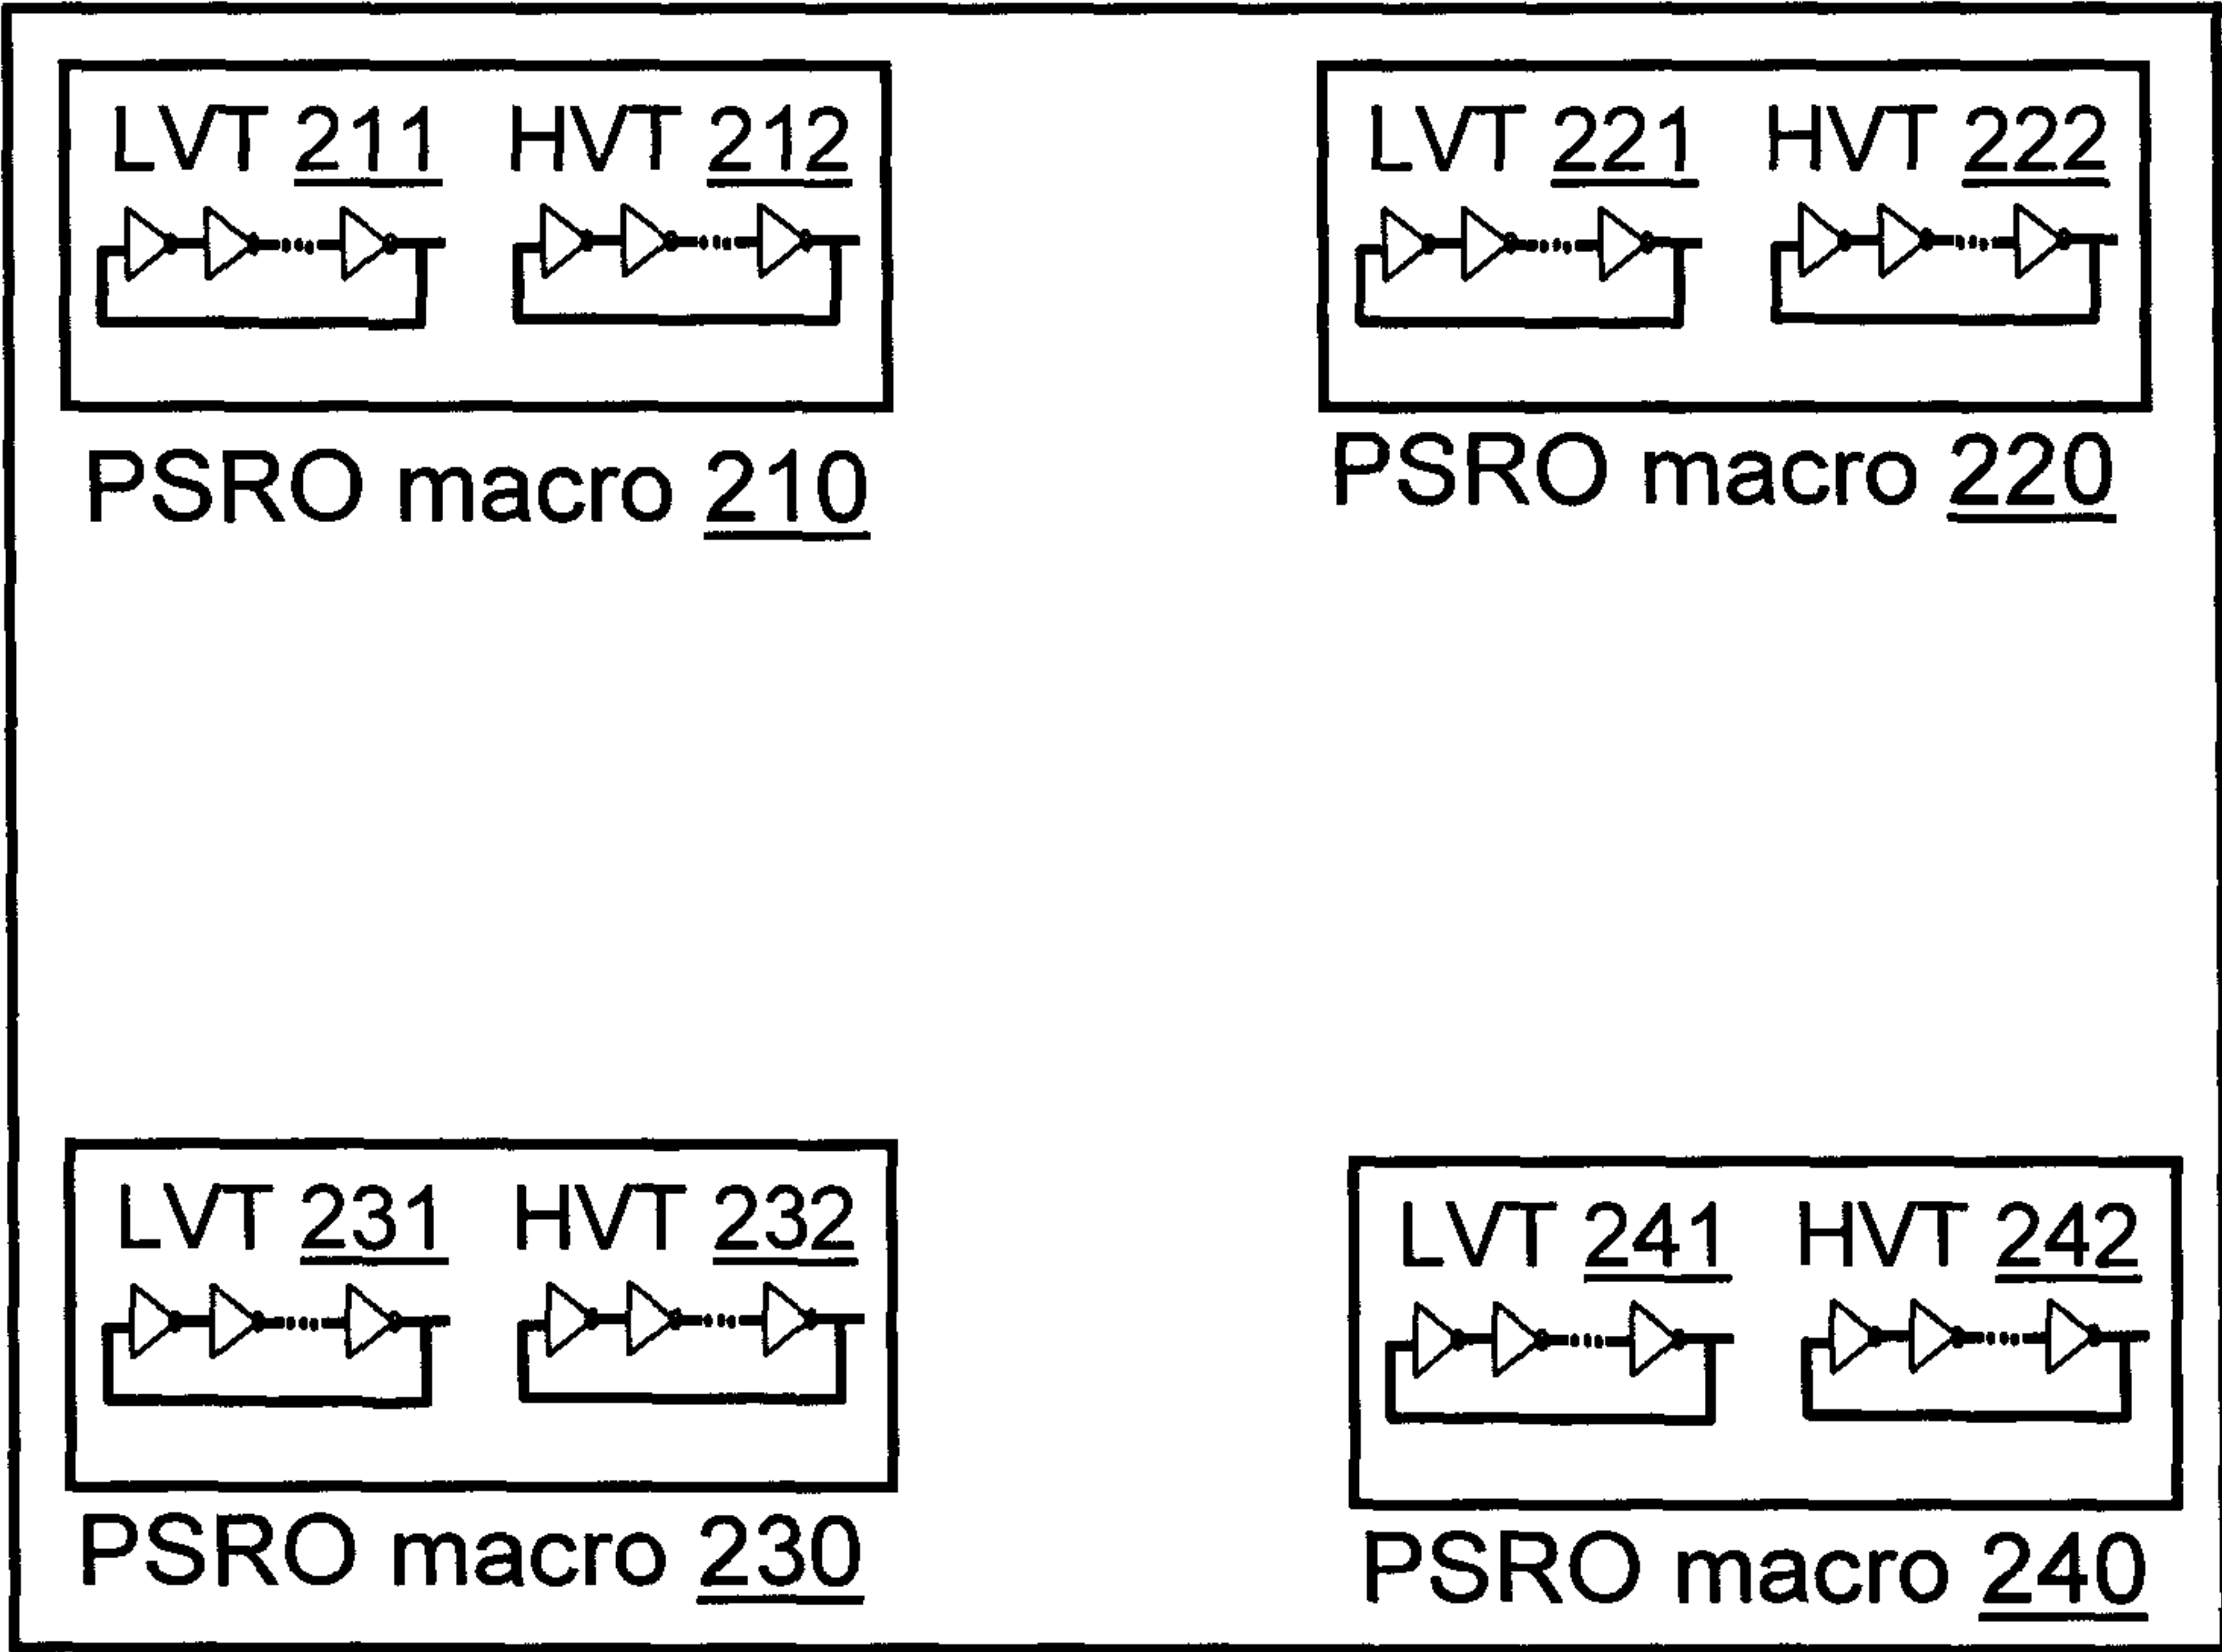 LVT 211 HVT 212
PSRO macro 210
LVT 221 HVT 222
PSRO macro 220
LVT 231 HVT 232
PSRO macro 230
LVT 241 HVT 242
PSRO macro 240